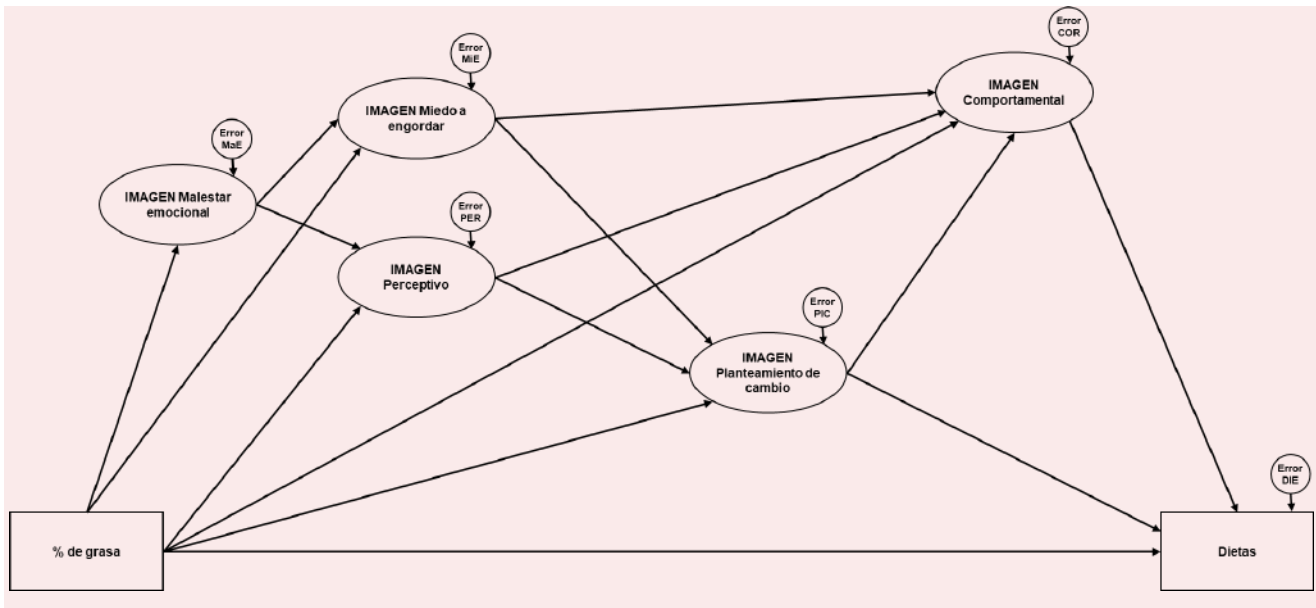 Error
COR
Error
MiE
IMAGEN
Comportamental
IMAGEN Miedo a
engordar
Error
MaE
IMAGEN Malestar
emocional
Error
PER
IMAGEN
Perceptivo
Error
PIC
IMAGEN
Planteamiento de
cambio
Error
DIE
% de grasa
Dietas